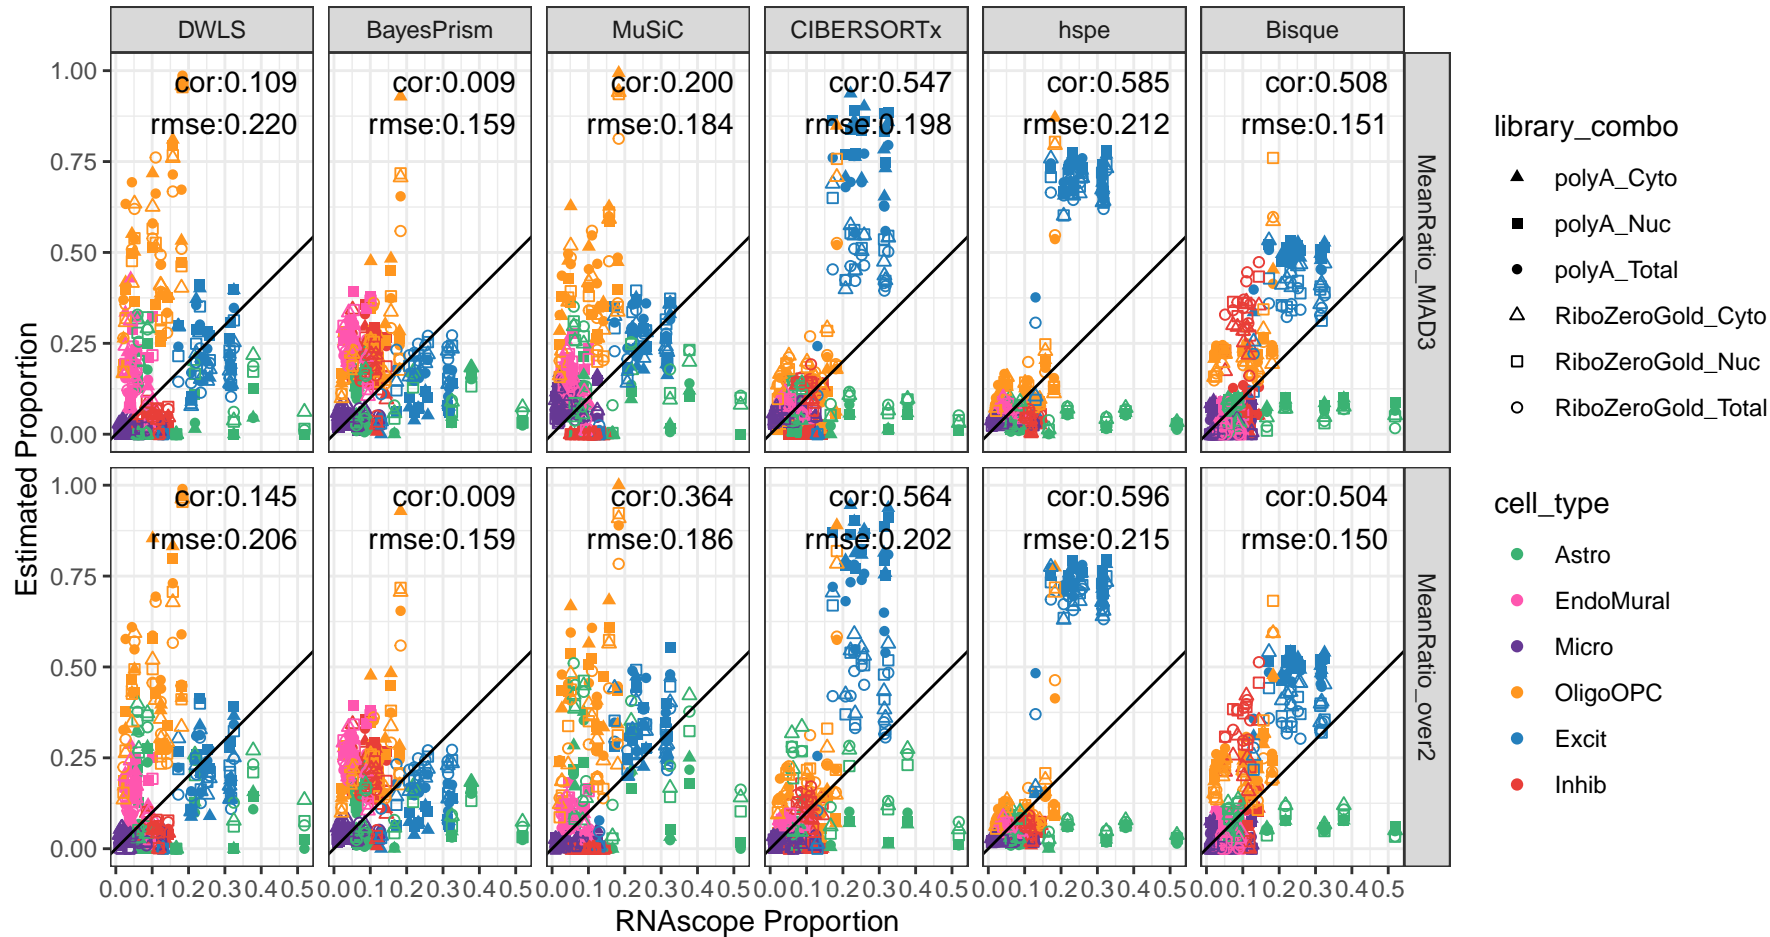 DWLS BayesPrism MuSiC CIBERSORTx hspe Bisque
1.00
0.75
0.50
0.25
0.00
cor:0.109
rmse:0.220
cor:0.009
rmse:0.159
cor:0.200
rmse:0.184
cor:0.547
rmse:0.198
cor:0.585
rmse:0.212
cor:0.508
rmse:0.151
MeanRatio_MAD3
Estimated Proportion
1.00
0.75
0.50
0.25
0.00
cor:0.145
rmse:0.206
cor:0.009
rmse:0.159
cor:0.364
rmse:0.186
cor:0.564
rmse:0.202
cor:0.596
rmse:0.215
cor:0.504
rmse:0.150
MeanRatio_over2
0.0 0.1 0.2 0.3 0.4 0.5
0.0 0.1 0.2 0.3 0.4 0.5
0.0 0.1 0.2 0.3 0.4 0.5
0.0 0.1 0.2 0.3 0.4 0.5
0.0 0.1 0.2 0.3 0.4 0.5
0.0 0.1 0.2 0.3 0.4 0.5
RNAscope Proportion
library_combo
polyA_Cyto
polyA_Nuc
polyA_Total
RiboZeroGold_Cyto
RiboZeroGold_Nuc
RiboZeroGold_Total
cell_type
Astro
EndoMural
Micro
OligoOPC
Excit
Inhib